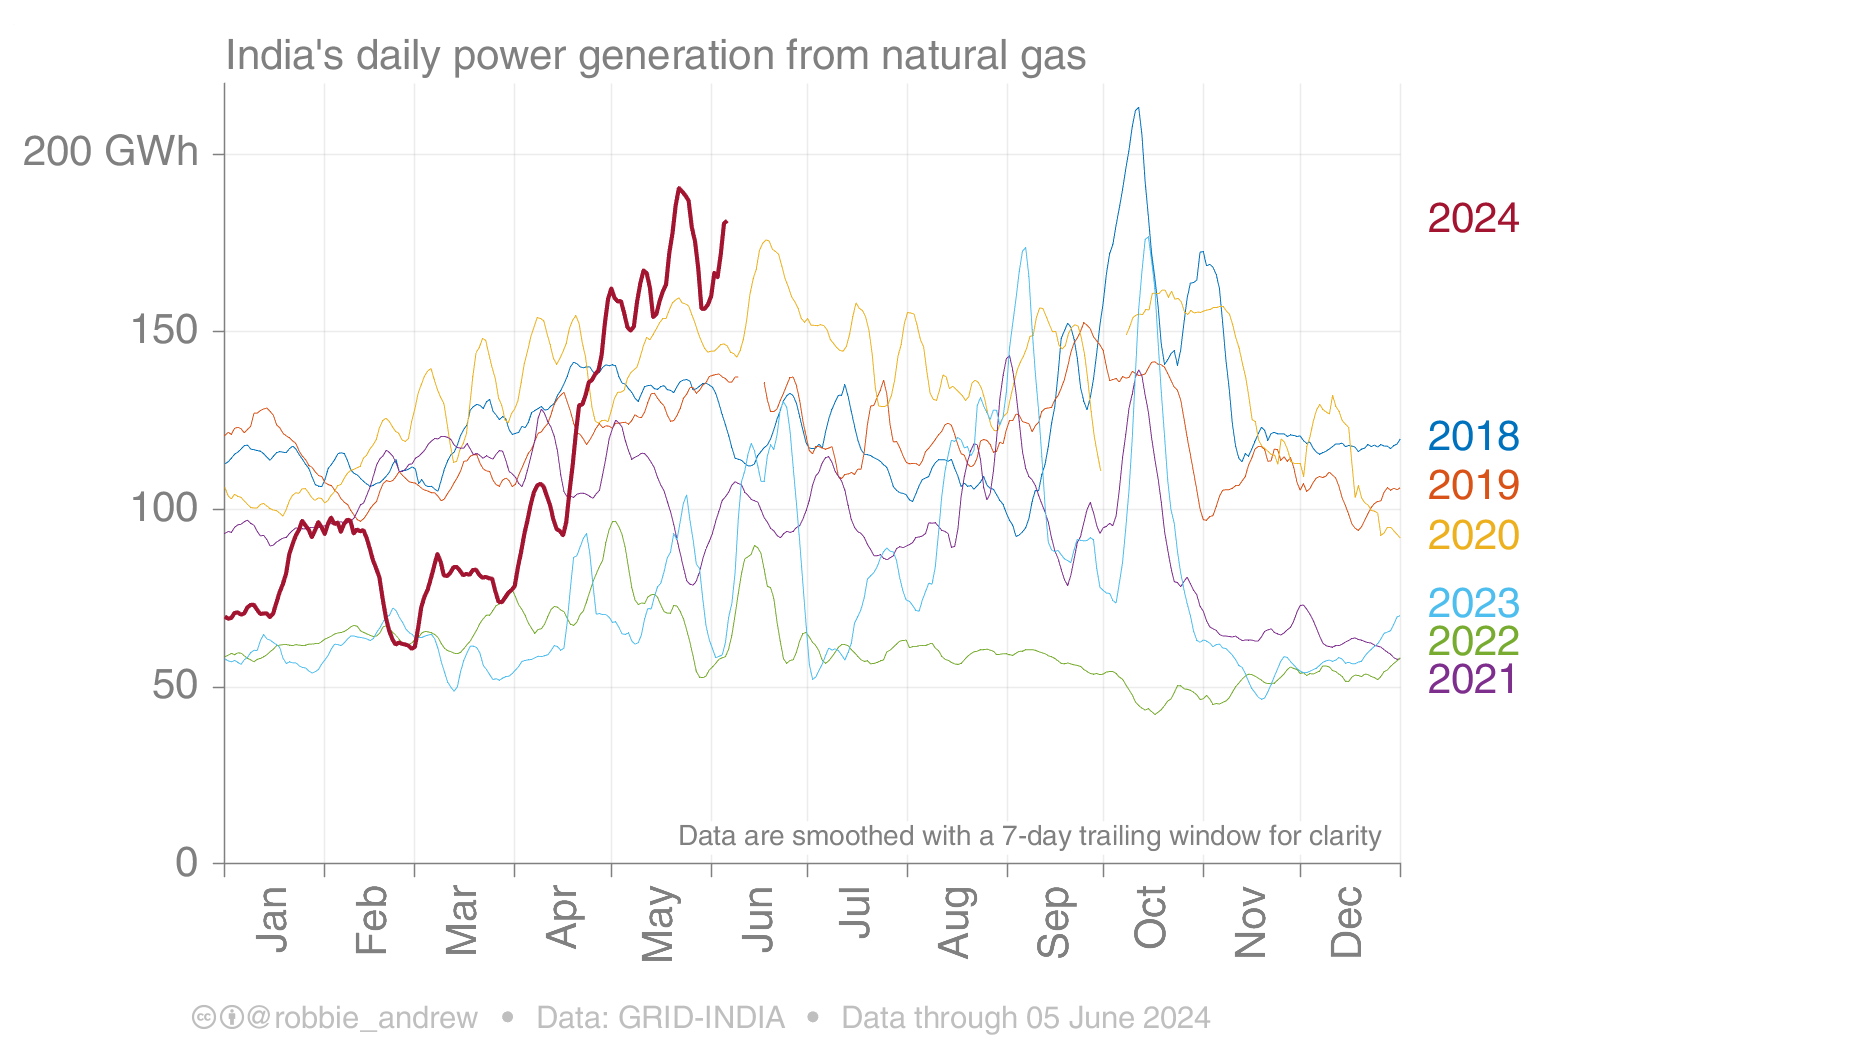 India's daily power generation from natural gas
200 GWh
150
100
50
0
2024
2018
2019
2020
2023
2022
2021
Data are smoothed with a 7-day trailing window for clarity
Jan Feb Mar Apr May Jun Jul Aug Sep Oct Nov Dec
@robbie_andrew • Data: GRID-INDIA • Data through 05 June 2024